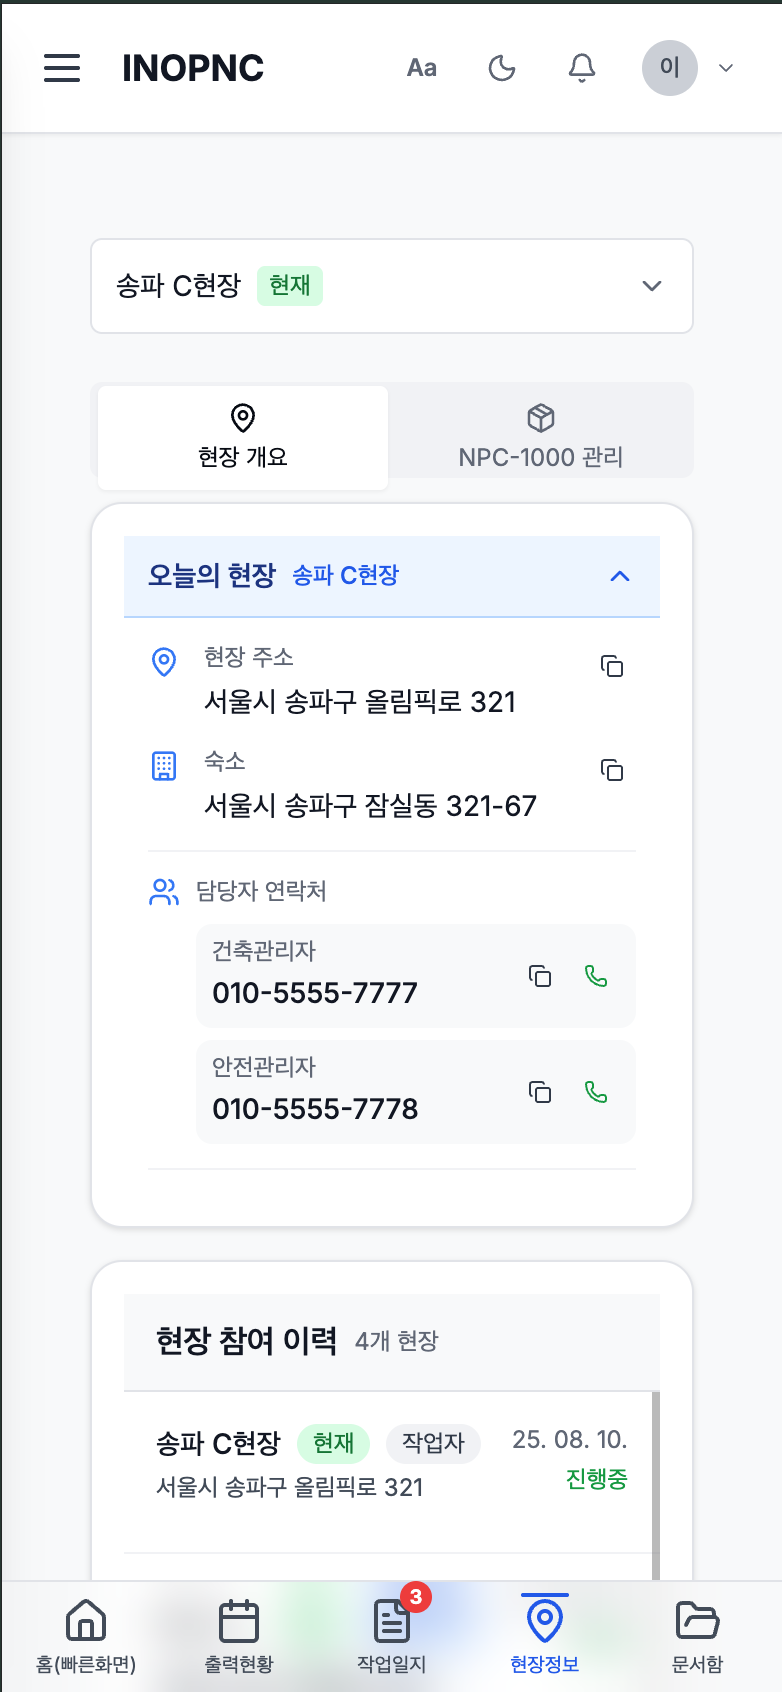 INOPNC
Aa
이
송파 C현장 현재
현장 개요
NPC-1000 관리
오늘의 현장 송파 C현장
현장 주소
서울시 송파구 올림픽로 321
숙소
서울시 송파구 잠실동 321-67
담당자 연락처
건축관리자
010-5555-7777
안전관리자
010-5555-7778
현장 참여 이력 4개 현장
송파 C현장 현재 작업자 25. 08. 10.
서울시 송파구 올림픽로 321 진행중
3
홈(빠른화면) 출력현황 작업일지 현장정보 문서함